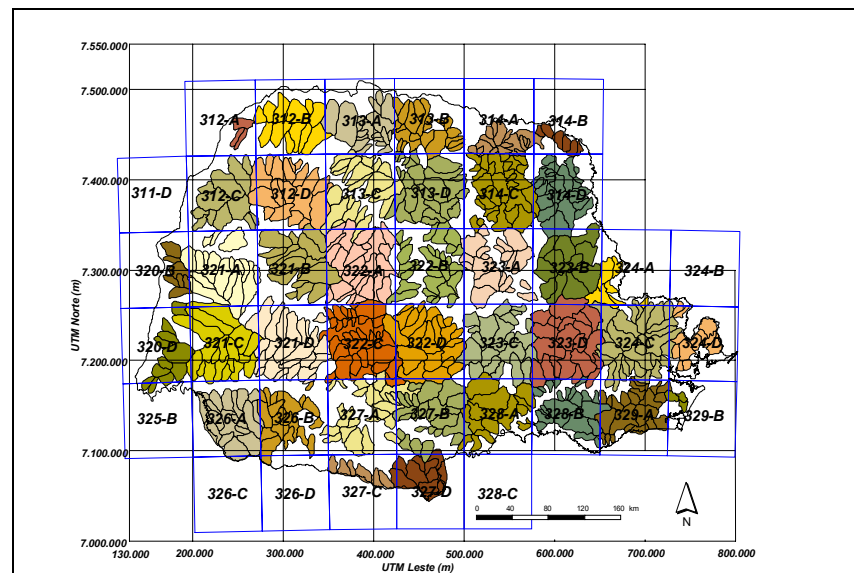 7.550.000
7.500.000
312-A 312-B 313-A 313-B 314-A 314-B
7.400.000
311-D 312-C 312-D 313-C 313-D 314-C 314-D
7.300.000
320-B 321-A 321-B 322-A 322-B 323-A 323-B 324-A 324-B
UTM Norte (m)
7.200.000
320-D 321-C 321-D 322-C 322-D 323-C 323-D 324-C 324-D
325-B 326-A 326-B 327-A 327-B 328-A 328-B 329-A 329-B
7.100.000
326-C 326-D 327-C 327-D 328-C
0 40 80 120 160 km
N
7.000.000
130.000 200.000 300.000 400.000 500.000 600.000 700.000 800.000
UTM Leste (m)